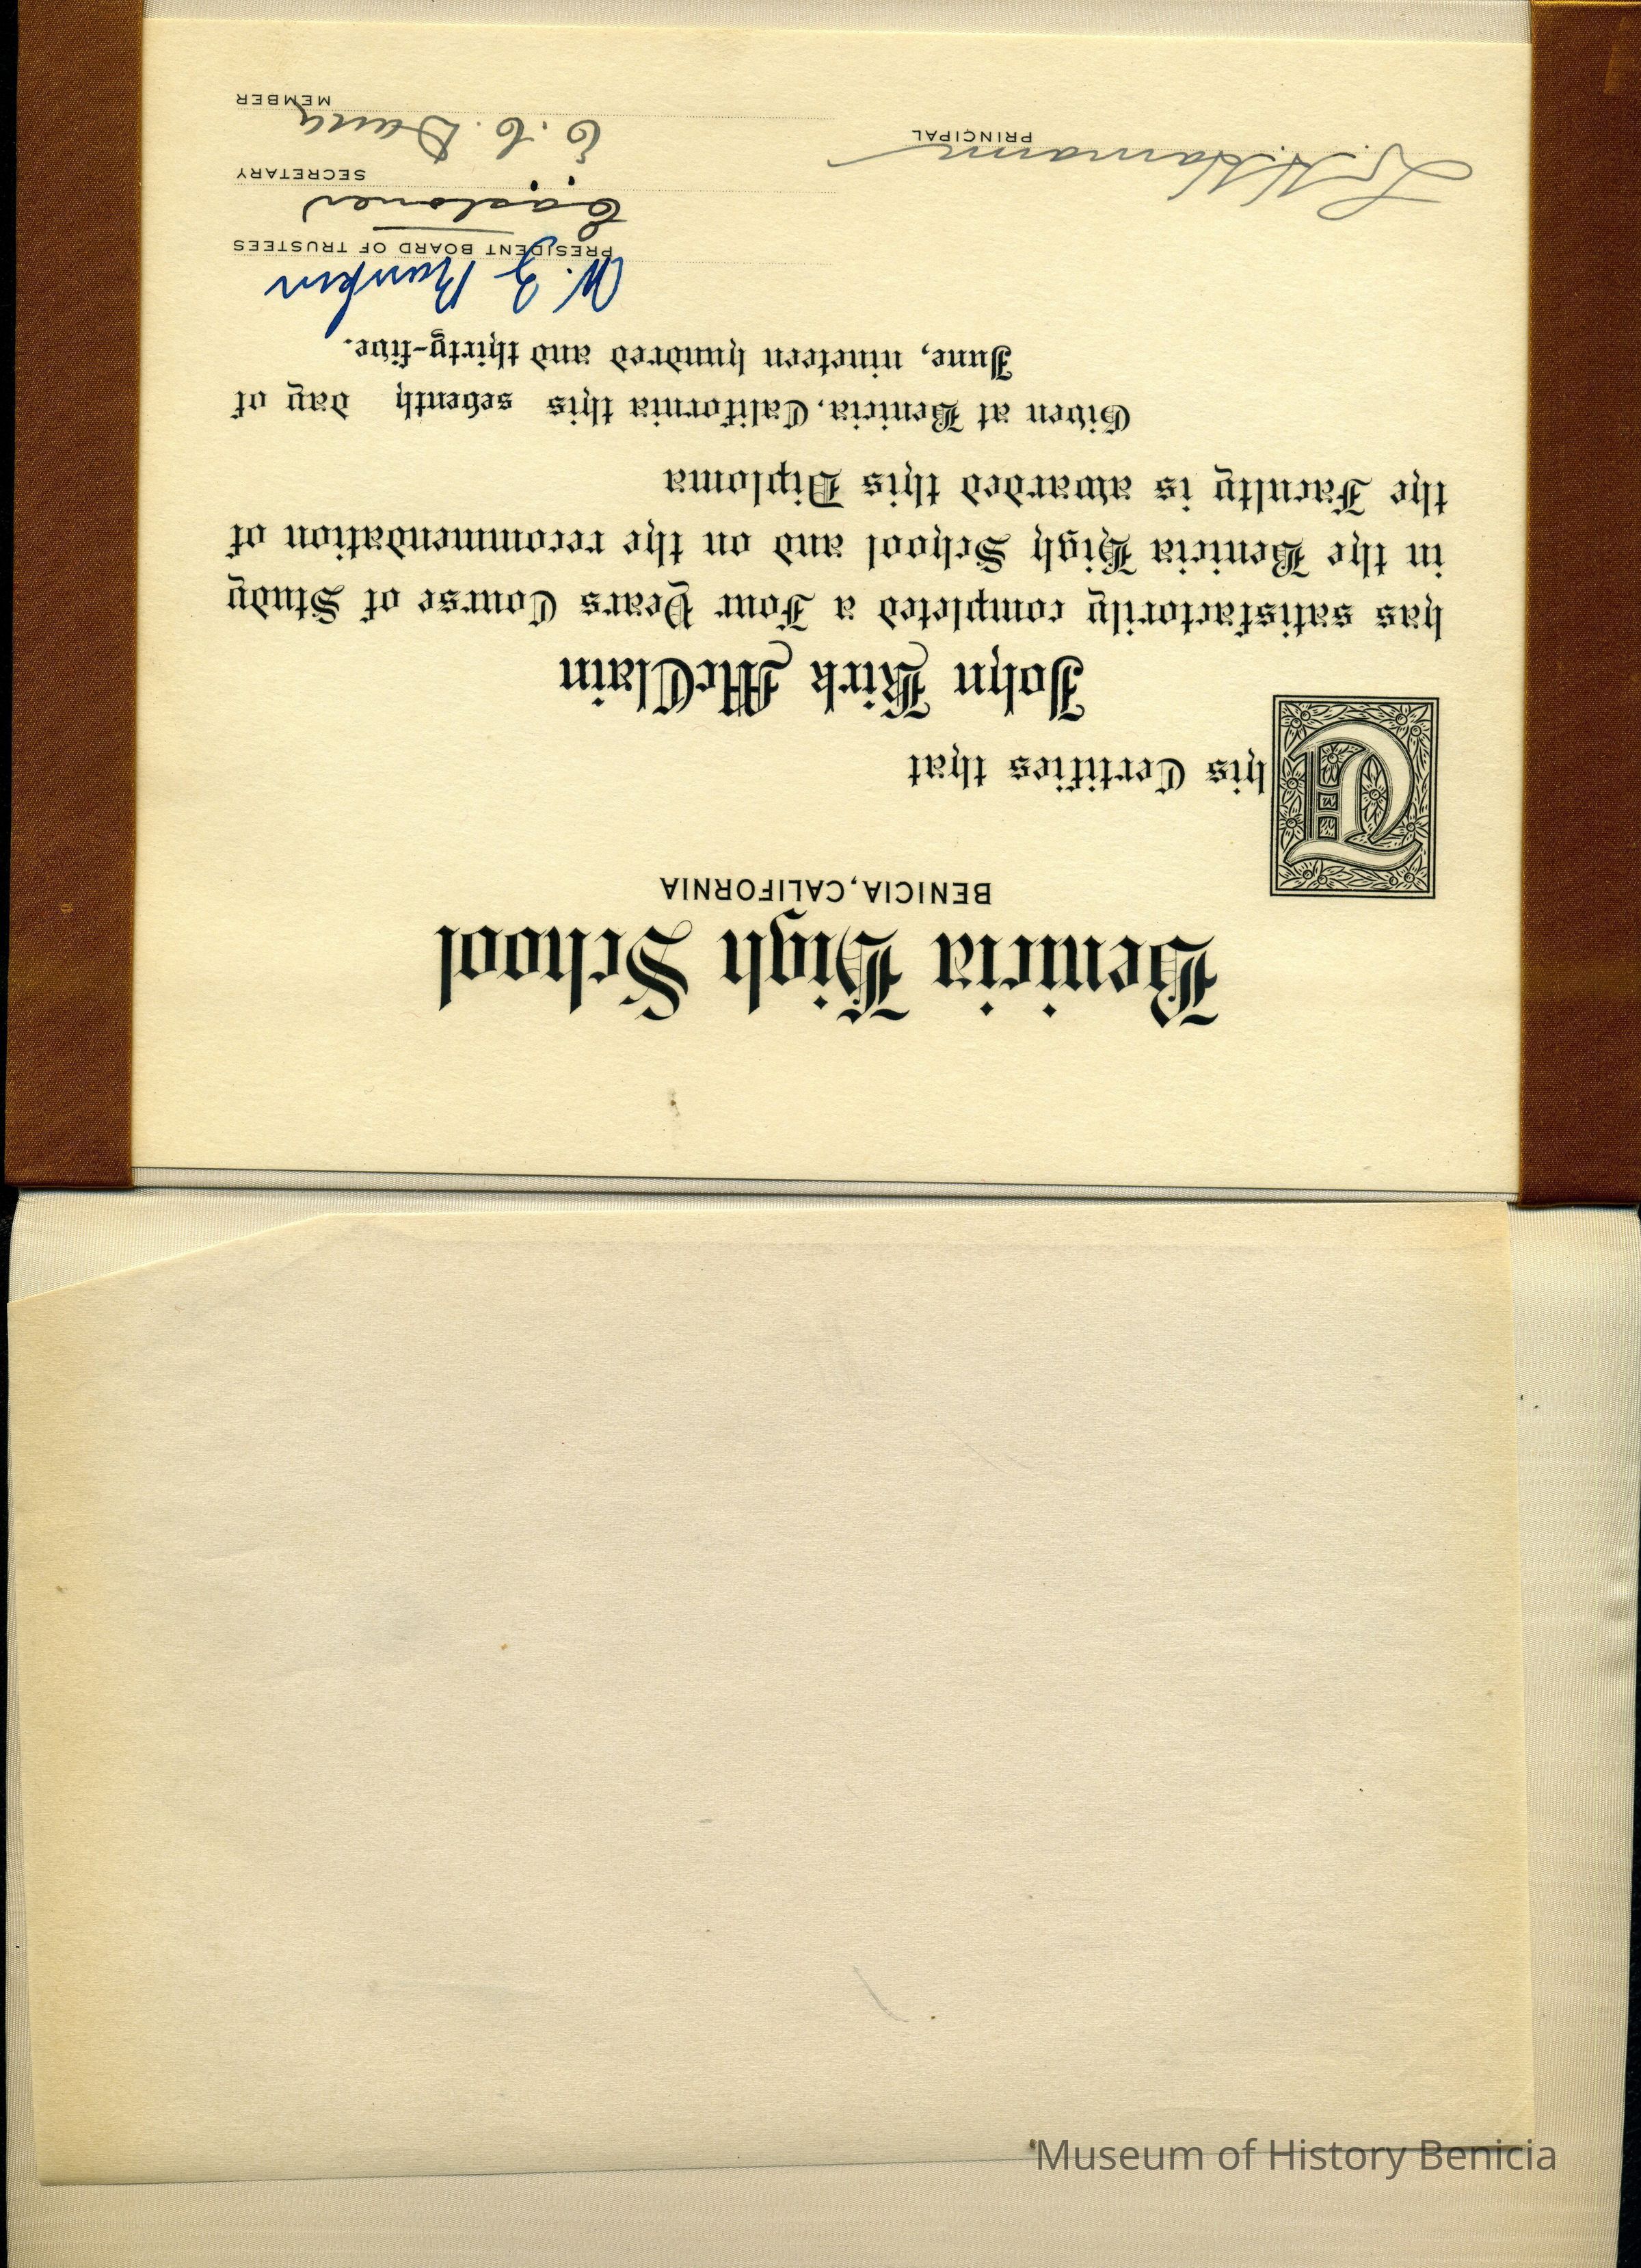 Benicia High School
BENICIA, CALIFORNIA
This Certifies that
John Kirk McClain
has satisfactorily completed a Four Years Course of Study
in the Benicia High School and on the recommendation of
the Faculty is awarded this Diploma
Given at Benicia, California this seventh day of
June, nineteen hundred and thirty-five.
W. J.
PRESIDENT BOARD OF TRUSTEES
SECRETARY
PRINCIPAL
MEMBER
Museum of History Benicia